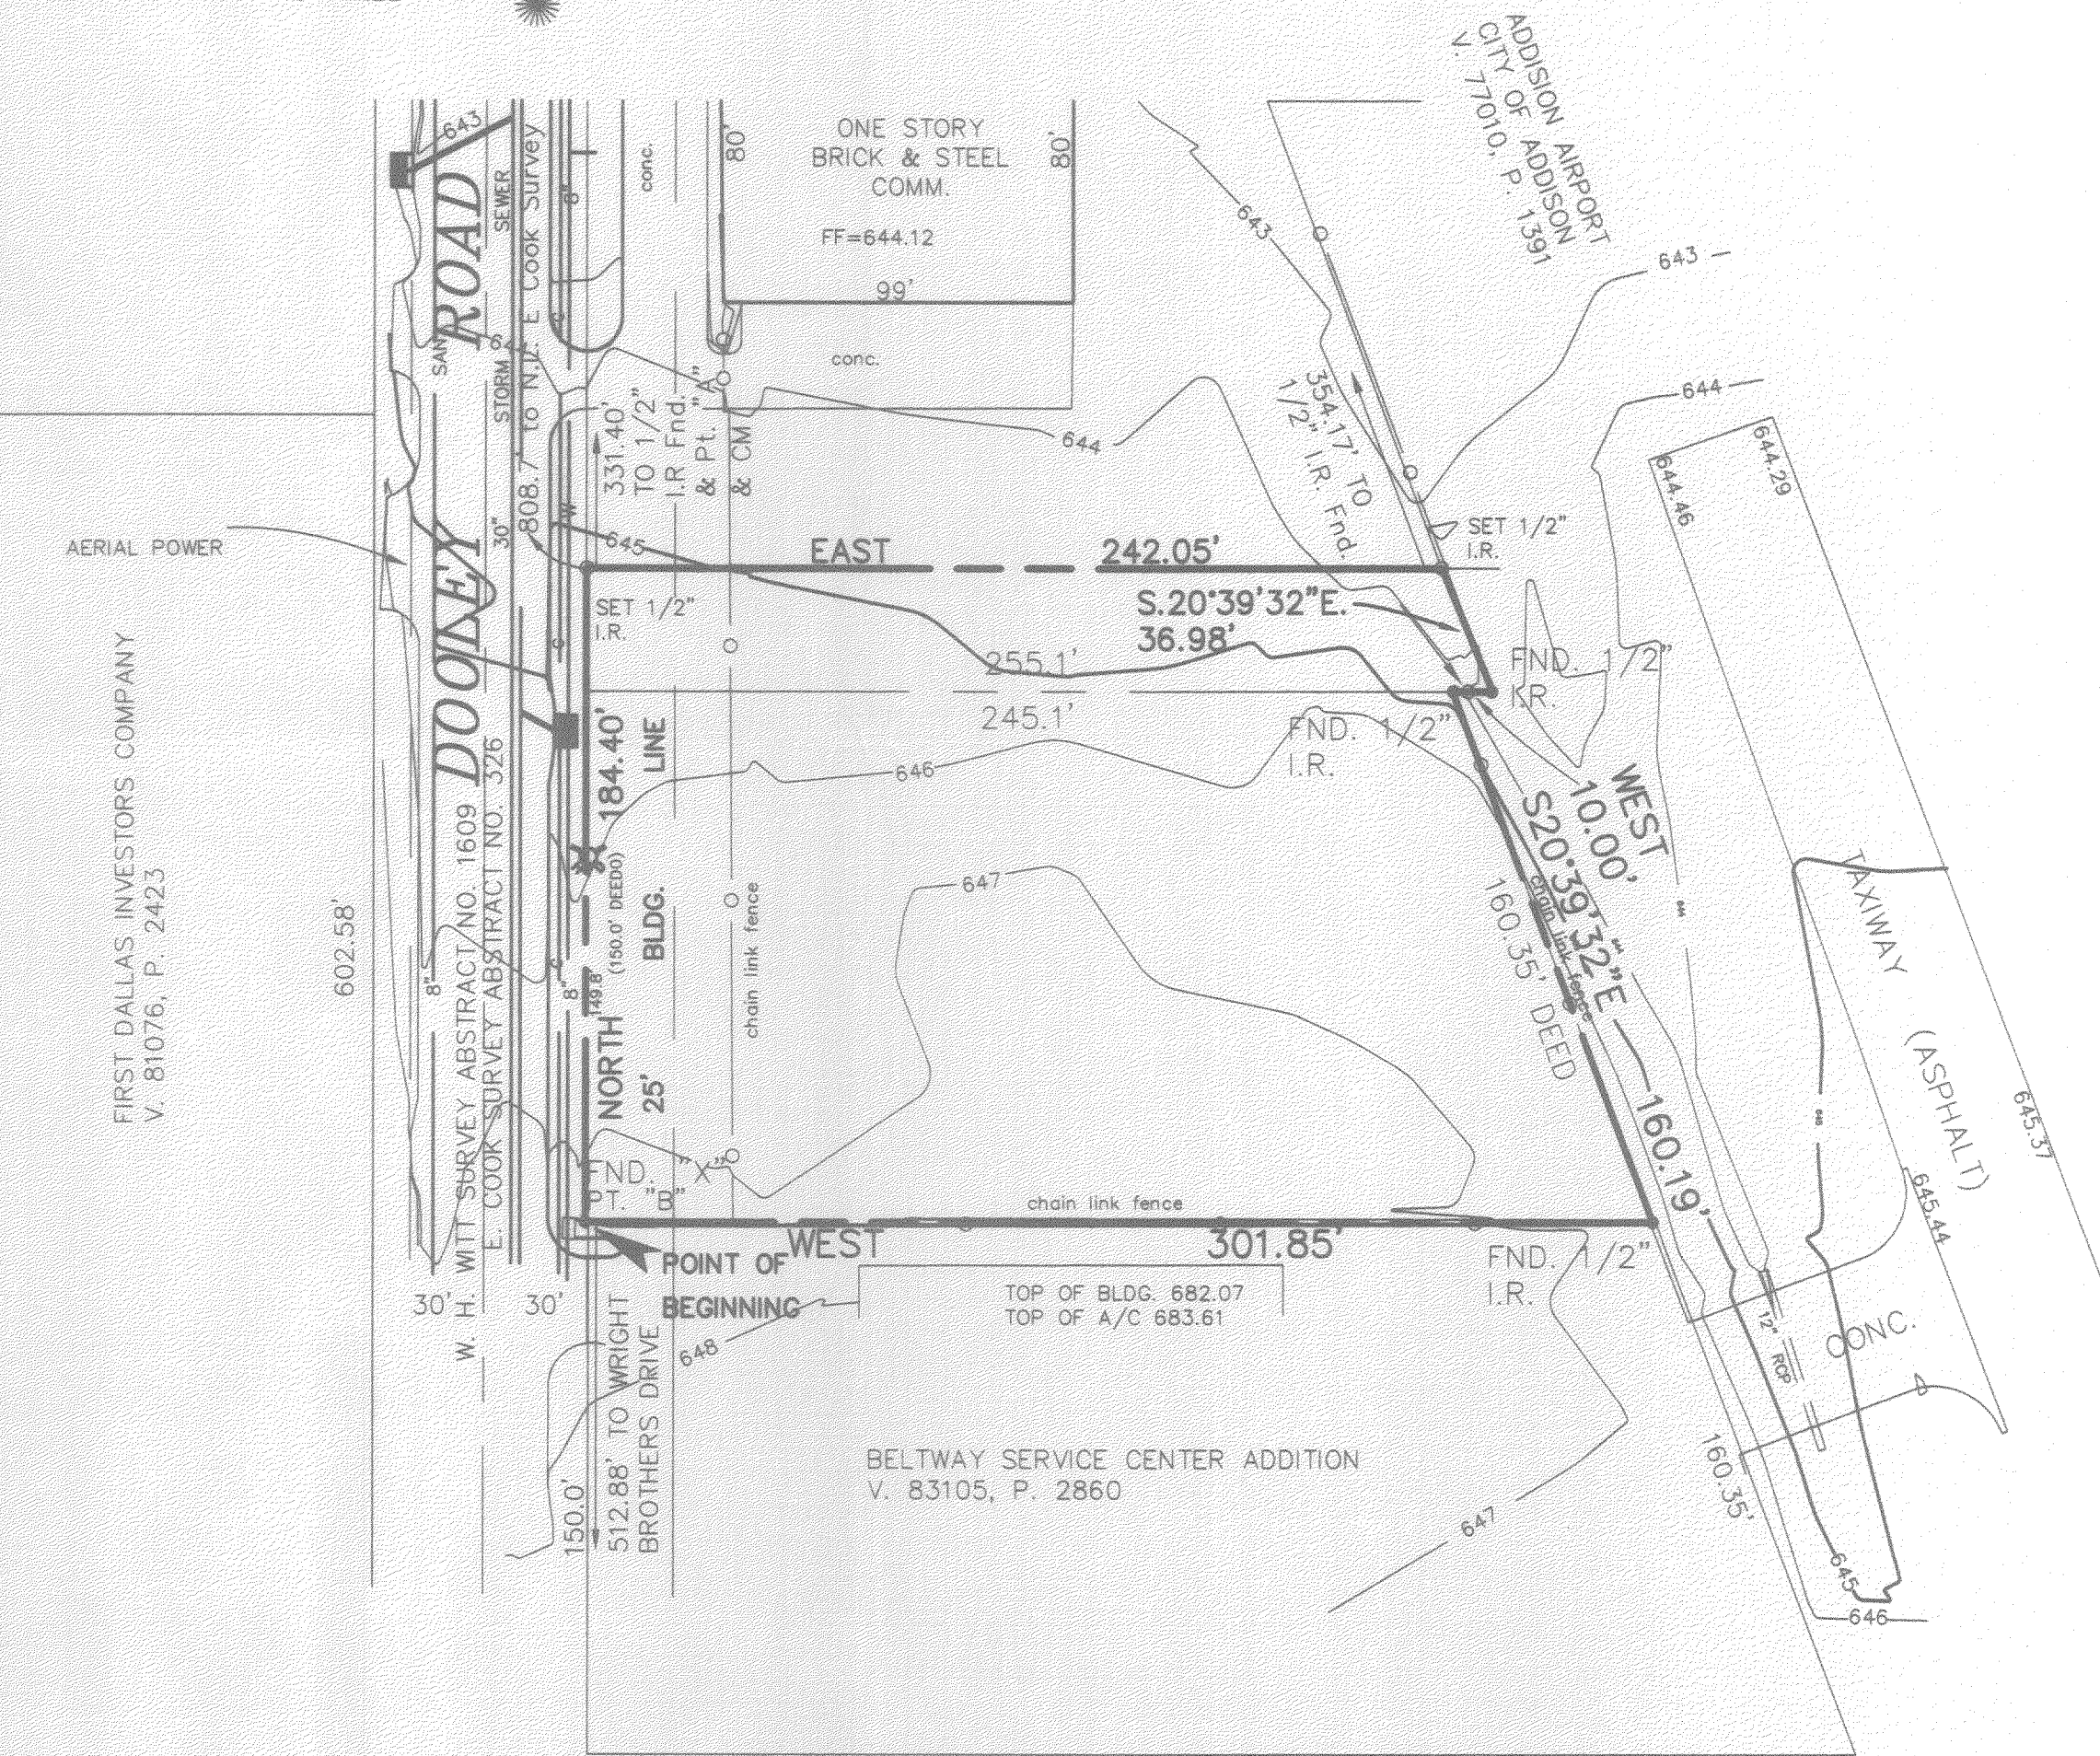 ADDISION AIRPORT
CITY OF ADDISON
V. 77010, P. 1391
ONE STORY
BRICK & STEEL
COMM.
FF=644.12
99'
80'
80'
conc.
conc.
643
643
643
644
644
644.29
644.46
DOONEY ROAD
SAN SEWER
STORM
30"
8"
808.7 to N.L. E Cook Survey
331.40'
TO 1/2"
I.R Fnd.
& Pt. "A"
& CM
354.17' TO
1/2" I.R. Fnd.
AERIAL POWER
W
645
EAST 242.05'
SET 1/2"
I.R.
SET 1/2"
I.R.
S.20°39'32"E.
36.98'
255.1'
245.1'
FND. 1/2"
I.R.
FND. 1/2"
I.R.
WEST
10.00'
S20°39'32"E 160.19'
chain link fence
160.35' DEED
646
647
184.40'
NORTH
(150.0' DEED)
149.8
25' BLDG. LINE
chain link fence
FIRST DALLAS INVESTORS COMPANY
V. 81076, P. 2423
602.58'
W. H. WITT SURVEY ABSTRACT NO. 1609
E. COOK SURVEY ABSTRACT NO. 326
8"
8"
TAXIWAY
(ASPHALT)
645.37
645.44
FND. "X"
PT. "B"
chain link fence
WEST 301.85'
POINT OF
BEGINNING
FND. 1/2"
I.R.
30'
30'
TOP OF BLDG. 682.07
TOP OF A/C 683.61
648
12" RCP
CONC.
150.0'
512.88' TO WRIGHT
BROTHERS DRIVE
BELTWAY SERVICE CENTER ADDITION
V. 83105, P. 2860
647
160.35'
645
646